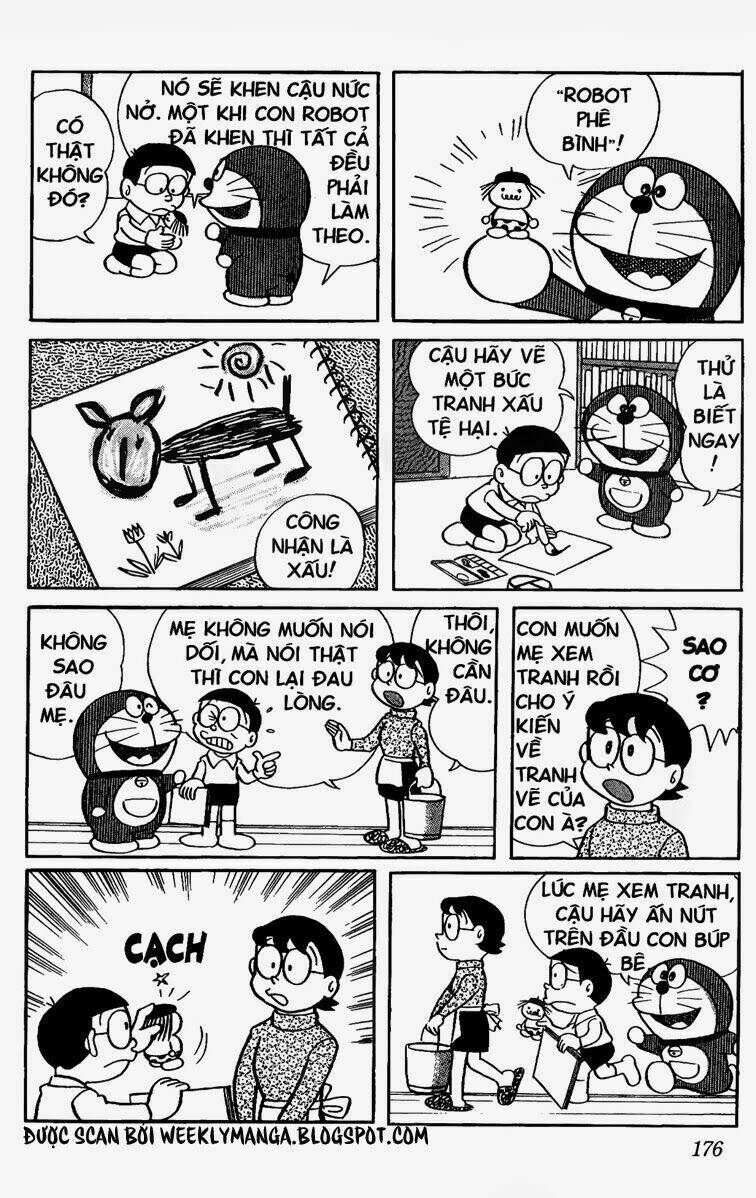 "ROBOT
PHÊ
BÌNH"!
NÓ SẼ KHEN CẬU NỨC
NỞ. MỘT KHI CON ROBOT
ĐÃ KHEN THÌ TẤT CẢ
ĐỀU
PHẢI
LÀM
THEO.
CÓ
THẬT
KHÔNG
ĐÓ?
THỬ
LÀ
BIẾT
NGAY
!
CẬU HÃY VẼ
MỘT BỨC
TRANH XẤU
TỆ HẠI.
CÔNG
NHẬN LÀ
XẤU!
SAO
CƠ
?
CON MUỐN
MẸ XEM
TRANH RỒI
CHO Ý
KIẾN
VỀ
TRANH
VẼ CỦA
CON À?
THÔI,
KHÔNG
CẦN
ĐÂU.
MẸ KHÔNG MUỐN NÓI
DỐI, MÀ NÓI THẬT
THÌ CON LẠI ĐAU
LÒNG.
KHÔNG
SAO
ĐÂU
MẸ.
LÚC MẸ XEM TRANH,
CẬU HÃY ẤN NÚT
TRÊN ĐẦU CON BÚP
BÊ
CẠCH
ĐƯỢC SCAN BỞI WEEKLYMANGA.BLOGSPOT.COM
176